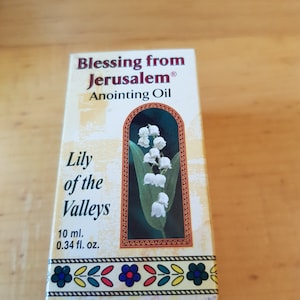 Blessing from
Jerusalem®
Anointing Oil
Lily
of the
Valleys
10 ml.
0.34 fl. oz.